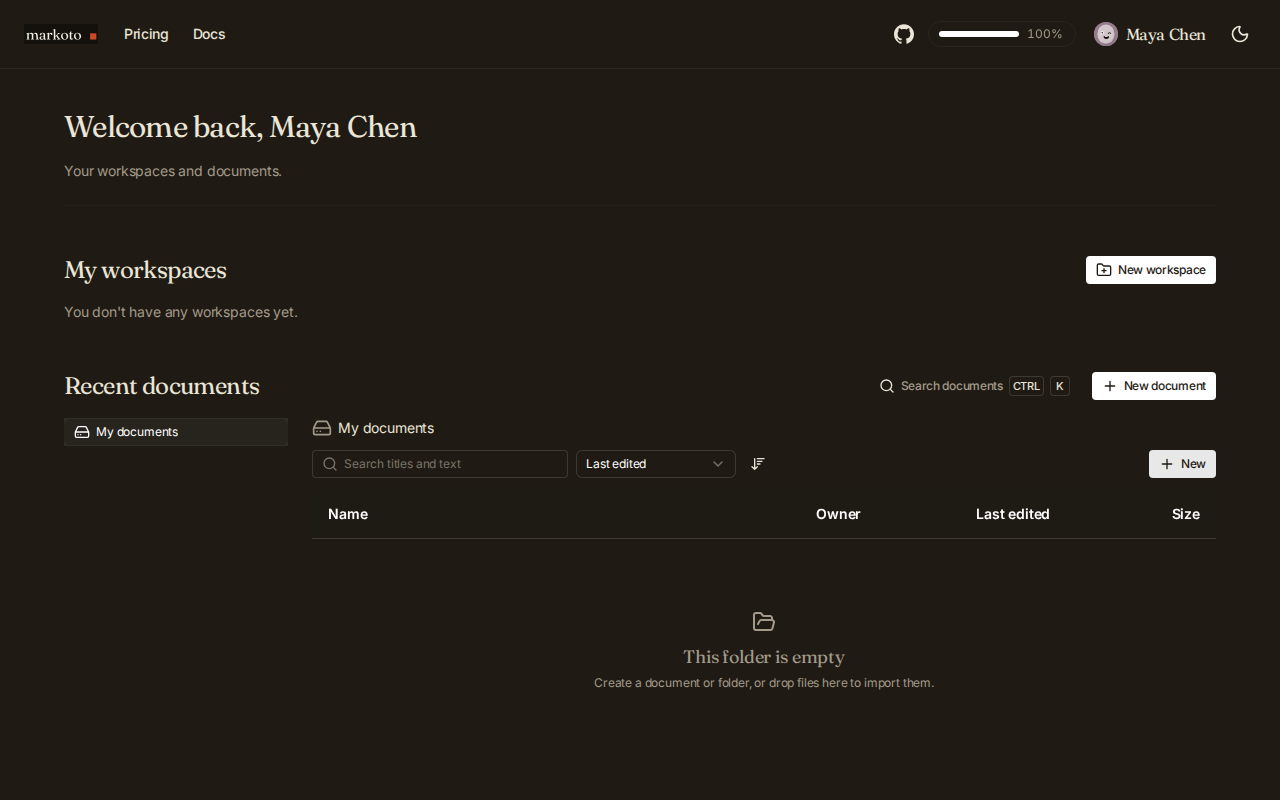 markoto
Pricing
Docs
100%
Maya Chen
Welcome back, Maya Chen
Your workspaces and documents.
My workspaces
New workspace
You don't have any workspaces yet.
Recent documents
Search documents CTRL K
New document
My documents
My documents
Search titles and text
Last edited
New
Name Owner Last edited Size
This folder is empty
Create a document or folder, or drop files here to import them.